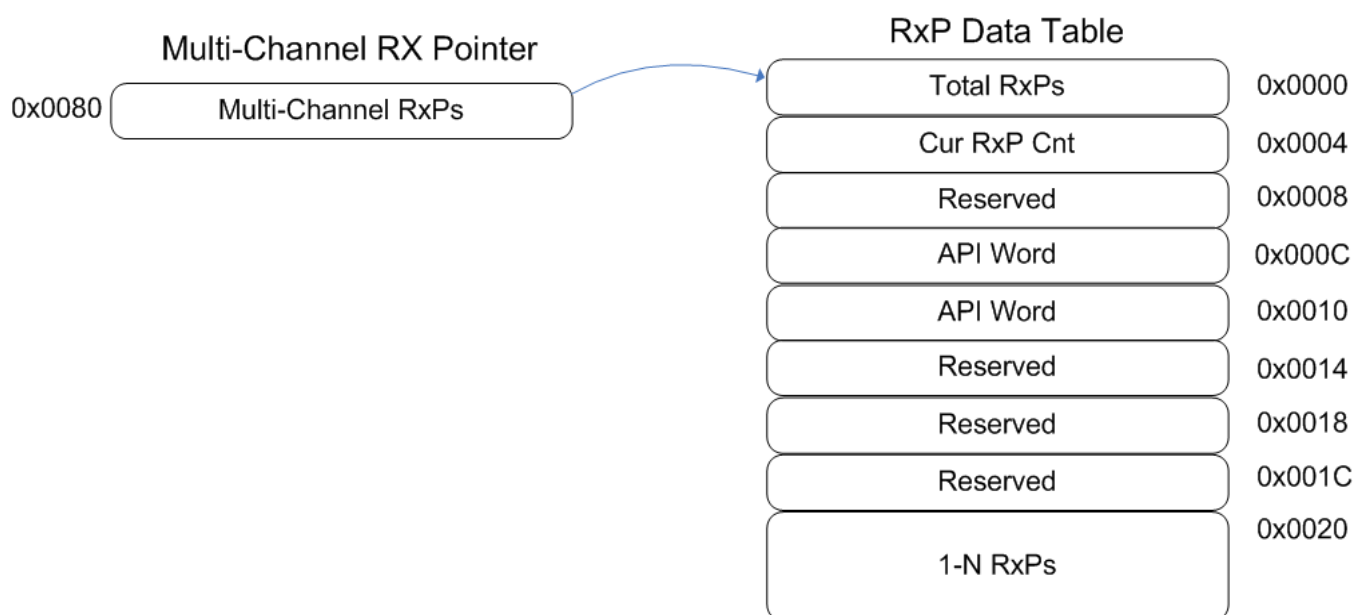 Multi-Channel RX Pointer
0x0080 Multi-Channel RxPs
RxP Data Table
Total RxPs 0x0000
Cur RxP Cnt 0x0004
Reserved 0x0008
API Word 0x000C
API Word 0x0010
Reserved 0x0014
Reserved 0x0018
Reserved 0x001C
0x0020
1-N RxPs